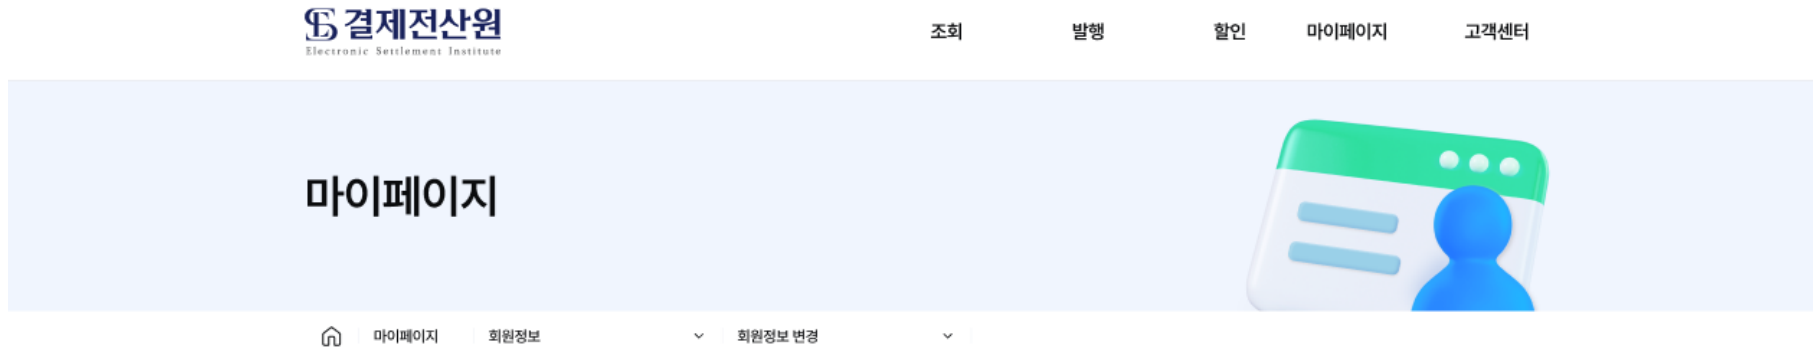 결제전산원
Electronic Settlement Institute
조회 발행 할인 마이페이지 고객센터
마이페이지
마이페이지 회원정보 회원정보 변경